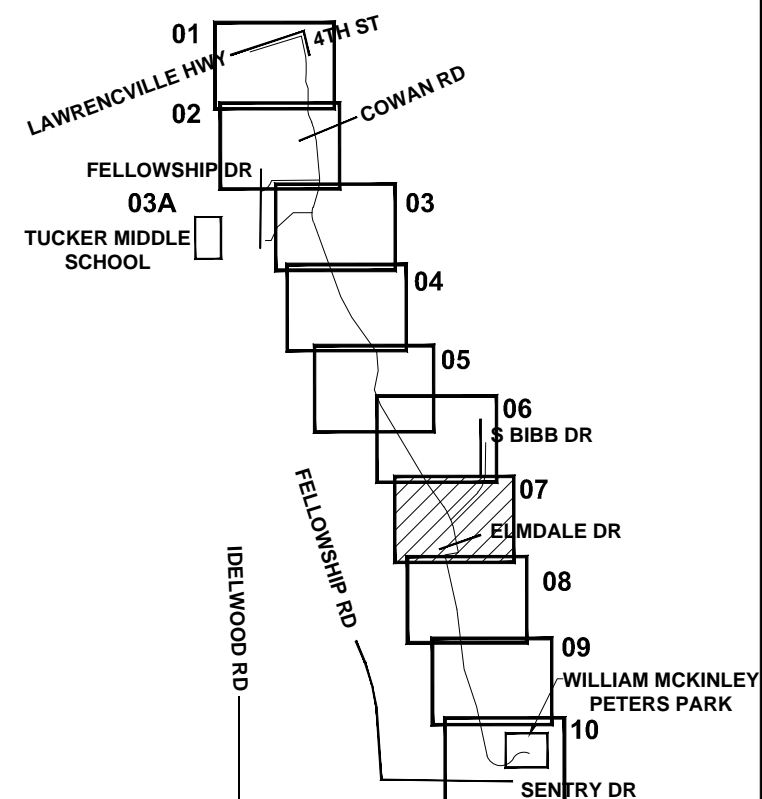 01
4TH ST
LAWRENCVILLE HWY
02
COWAN RD
FELLOWSHIP DR
03A
03
TUCKER MIDDLE
SCHOOL
04
05
06
S BIBB DR
FELLOWSHIP RD
07
ELMDALE DR
IDELWOOD RD
08
09
WILLIAM MCKINLEY
PETERS PARK
10
SENTRY DR